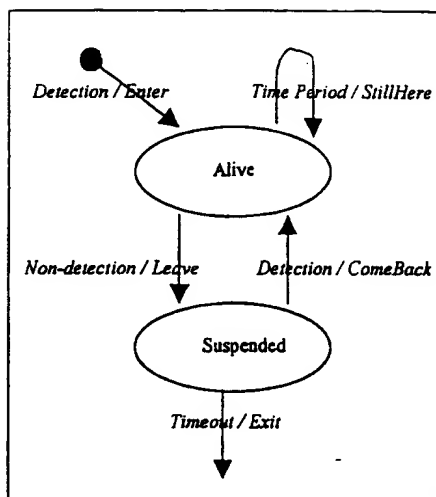 Detection / Enter
Time Period / StillHere
Alive
Non-detection / Leave
Detection / ComeBack
Suspended
Timeout / Exit